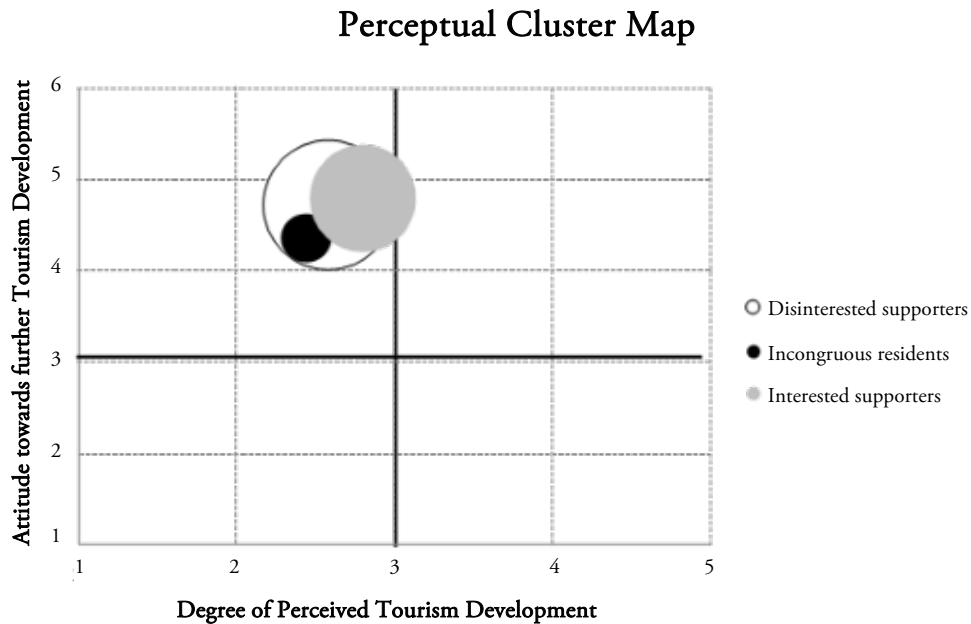 Perceptual Cluster Map
Attitude towards further Tourism Development
6
5
4
3
2
1
1 2 3 4 5
Degree of Perceived Tourism Development
Disinterested supporters
Incongruous residents
Interested supporters